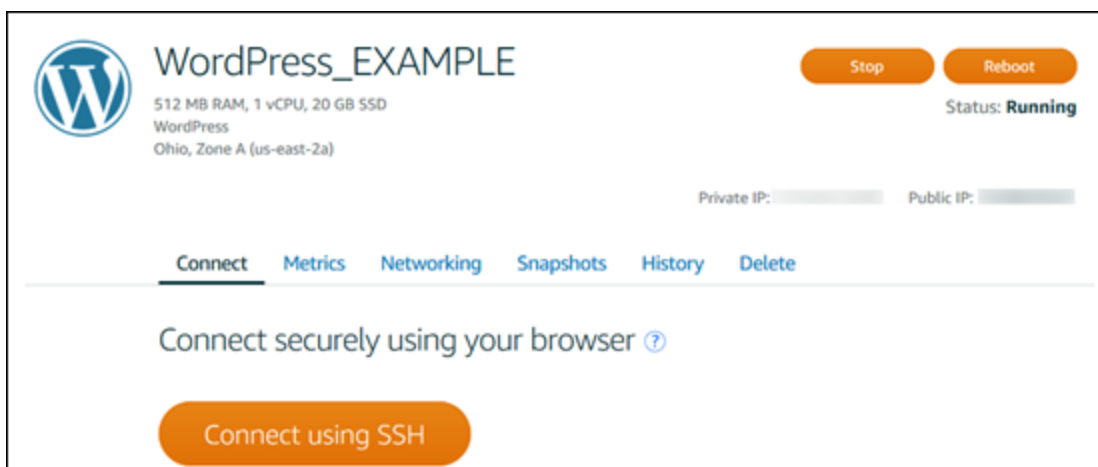 WordPress_EXAMPLE
512 MB RAM, 1 vCPU, 20 GB SSD
WordPress
Ohio, Zone A (us-east-2a)
Stop Reboot
Status: Running
Private IP: Public IP:
Connect Metrics Networking Snapshots History Delete
Connect securely using your browser ?
Connect using SSH